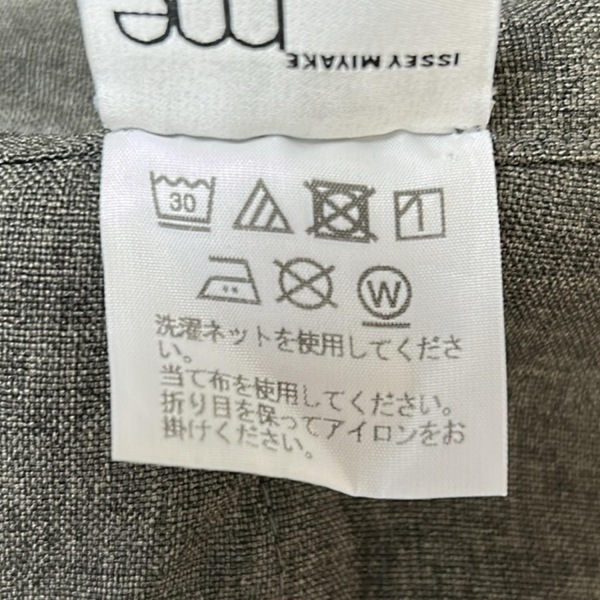 me
ISSEY MIYAKE
30
W
洗濯ネットを使用してくださ
い。
当て布を使用してください。
折り目を保ってアイロンをお
掛けください。